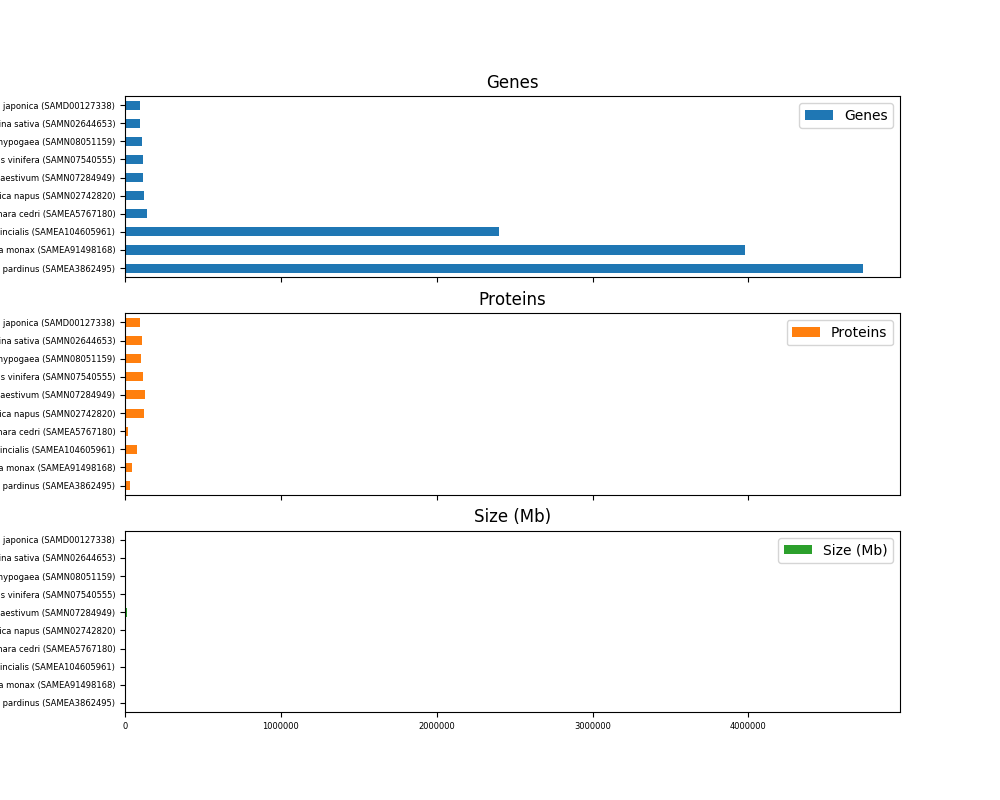 Genes
japonica (SAMD00127338)
ina sativa (SAMN02644653)
hypogaea (SAMN08051159)
s vinifera (SAMN07540555)
aestivum (SAMN07284949)
ica napus (SAMN02742820)
nara cedri (SAMEA5767180)
incialis (SAMEA104605961)
a monax (SAMEA91498168)
pardinus (SAMEA3862495)
Genes
Proteins
japonica (SAMD00127338)
ina sativa (SAMN02644653)
hypogaea (SAMN08051159)
s vinifera (SAMN07540555)
aestivum (SAMN07284949)
ica napus (SAMN02742820)
nara cedri (SAMEA5767180)
incialis (SAMEA104605961)
a monax (SAMEA91498168)
pardinus (SAMEA3862495)
Proteins
Size (Mb)
japonica (SAMD00127338)
ina sativa (SAMN02644653)
hypogaea (SAMN08051159)
s vinifera (SAMN07540555)
aestivum (SAMN07284949)
ica napus (SAMN02742820)
nara cedri (SAMEA5767180)
incialis (SAMEA104605961)
a monax (SAMEA91498168)
pardinus (SAMEA3862495)
Size (Mb)
0 1000000 2000000 3000000 4000000